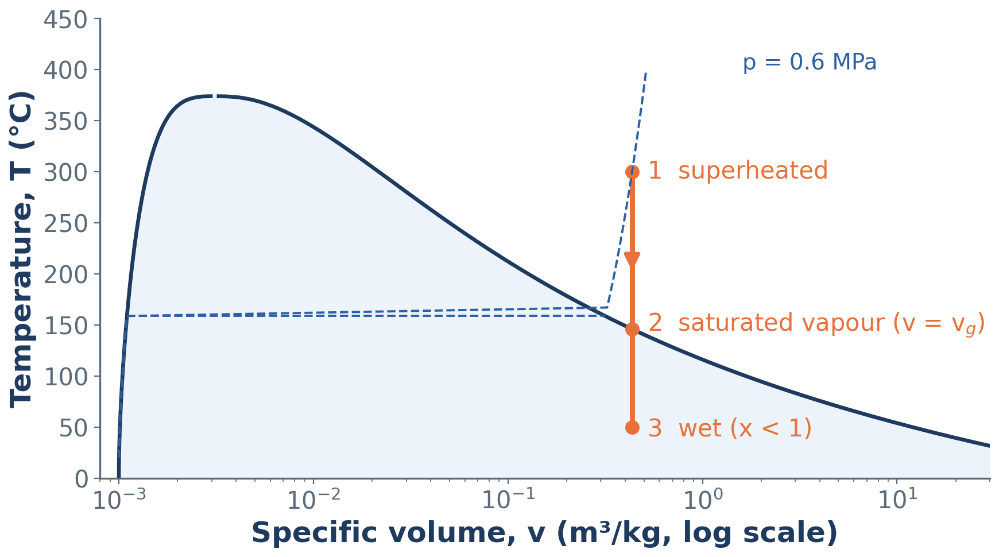 450
400
350
300
250
200
150
100
50
0
Temperature, T (°C)
p = 0.6 MPa
1 superheated
2 saturated vapour (v = v_g)
3 wet (x < 1)
10⁻³ 10⁻² 10⁻¹ 10⁰ 10¹
Specific volume, v (m³/kg, log scale)